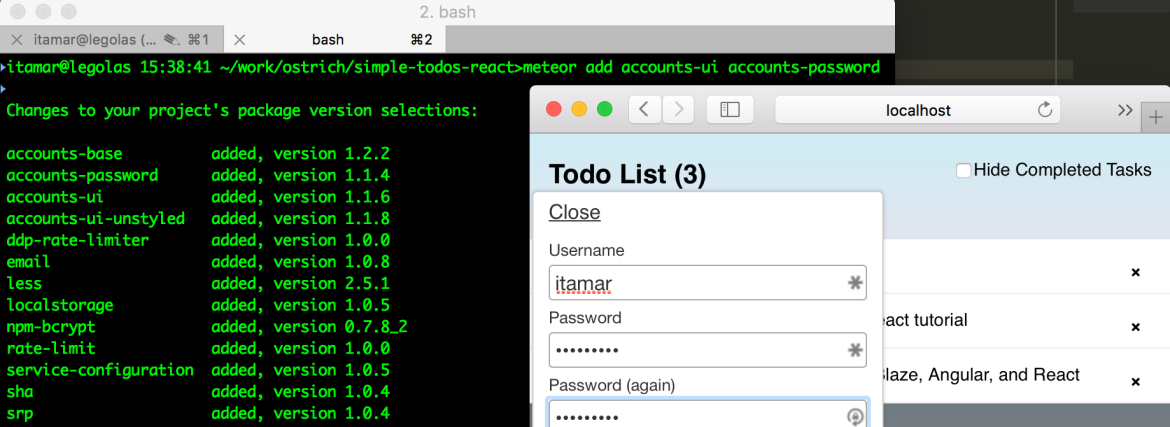 2. bash
itamar@legolas (... ⌘1
bash ⌘2
itamar@legolas 15:38:41 ~/work/ostrich/simple-todos-react>meteor add accounts-ui accounts-password
Changes to your project's package version selections:
accounts-base added, version 1.2.2
accounts-password added, version 1.1.4
accounts-ui added, version 1.1.6
accounts-ui-unstyled added, version 1.1.8
ddp-rate-limiter added, version 1.0.0
email added, version 1.0.8
less added, version 2.5.1
localstorage added, version 1.0.5
npm-bcrypt added, version 0.7.8_2
rate-limit added, version 1.0.0
service-configuration added, version 1.0.5
sha added, version 1.0.4
srp added, version 1.0.4
localhost
Todo List (3)
Hide Completed Tasks
Close
Username
itamar
Password
•••••••••
Password (again)
•••••••••
eact tutorial
Blaze, Angular, and React